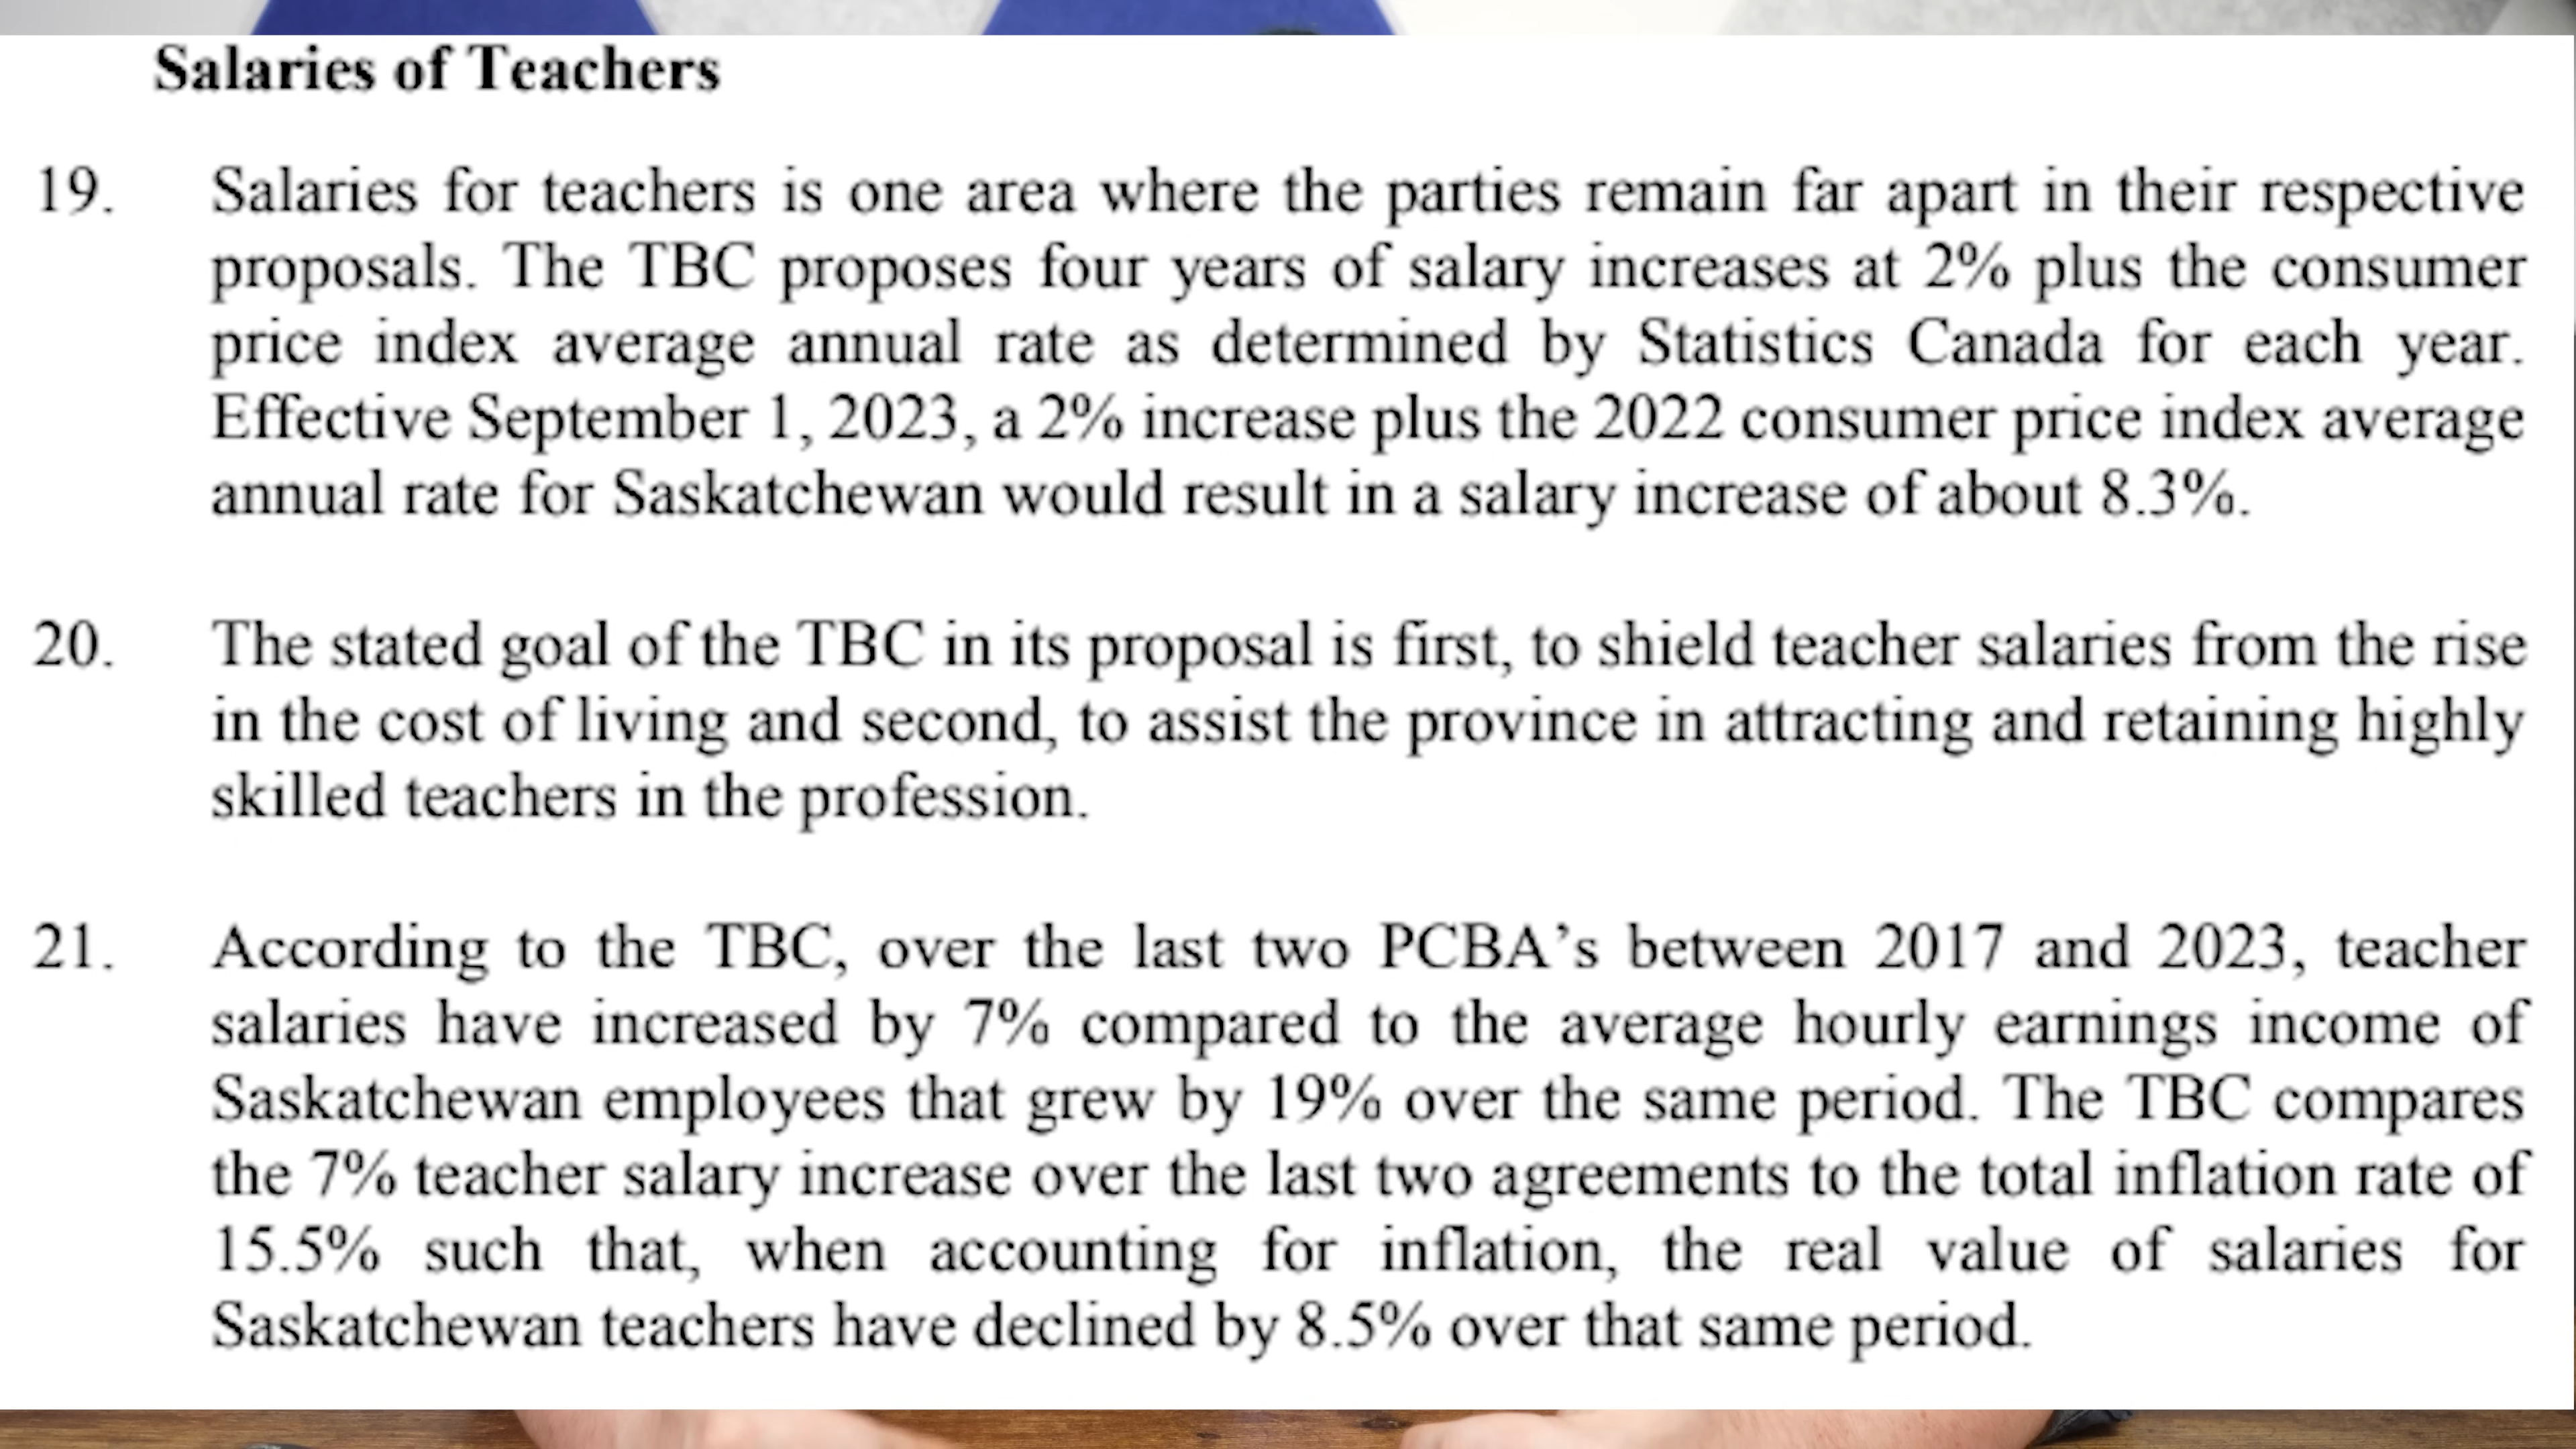 Salaries of Teachers
19. Salaries for teachers is one area where the parties remain far apart in their respective
proposals. The TBC proposes four years of salary increases at 2% plus the consumer
price index average annual rate as determined by Statistics Canada for each year.
Effective September 1, 2023, a 2% increase plus the 2022 consumer price index average
annual rate for Saskatchewan would result in a salary increase of about 8.3%.
20. The stated goal of the TBC in its proposal is first, to shield teacher salaries from the rise
in the cost of living and second, to assist the province in attracting and retaining highly
skilled teachers in the profession.
21. According to the TBC, over the last two PCBA’s between 2017 and 2023, teacher
salaries have increased by 7% compared to the average hourly earnings income of
Saskatchewan employees that grew by 19% over the same period. The TBC compares
the 7% teacher salary increase over the last two agreements to the total inflation rate of
15.5% such that, when accounting for inflation, the real value of salaries for
Saskatchewan teachers have declined by 8.5% over that same period.